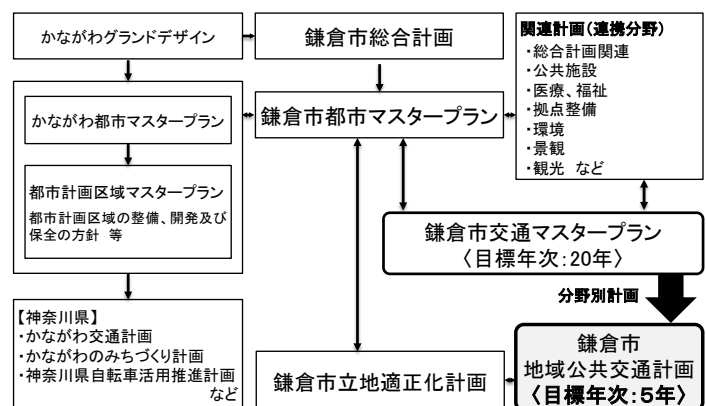 かながわグランドデザイン
鎌倉市総合計画
関連計画（連携分野）
・総合計画関連
・公共施設
・医療、福祉
・拠点整備
・環境
・景観
・観光 など
かながわ都市マスタープラン
鎌倉市都市マスタープラン
都市計画区域マスタープラン
都市計画区域の整備、開発及び
保全の方針 等
鎌倉市交通マスタープラン
〈目標年次：20年〉
分野別計画
【神奈川県】
・かながわ交通計画
・かながわのみちづくり計画
・神奈川県自転車活用推進計画
など
鎌倉市立地適正化計画
鎌倉市
地域公共交通計画
〈目標年次：5年〉